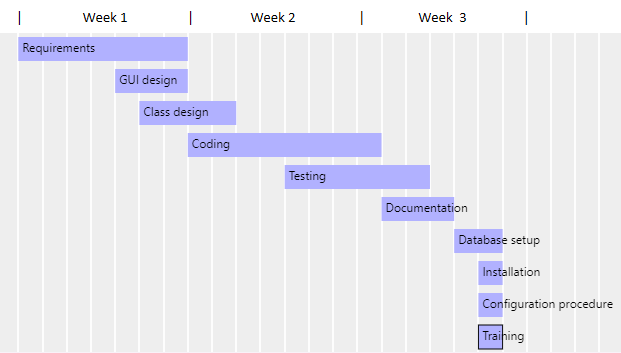 | Week 1 | Week 2 | Week 3 |
Requirements
GUI design
Class design
Coding
Testing
Documentation
Database setup
Installation
Configuration procedure
Training